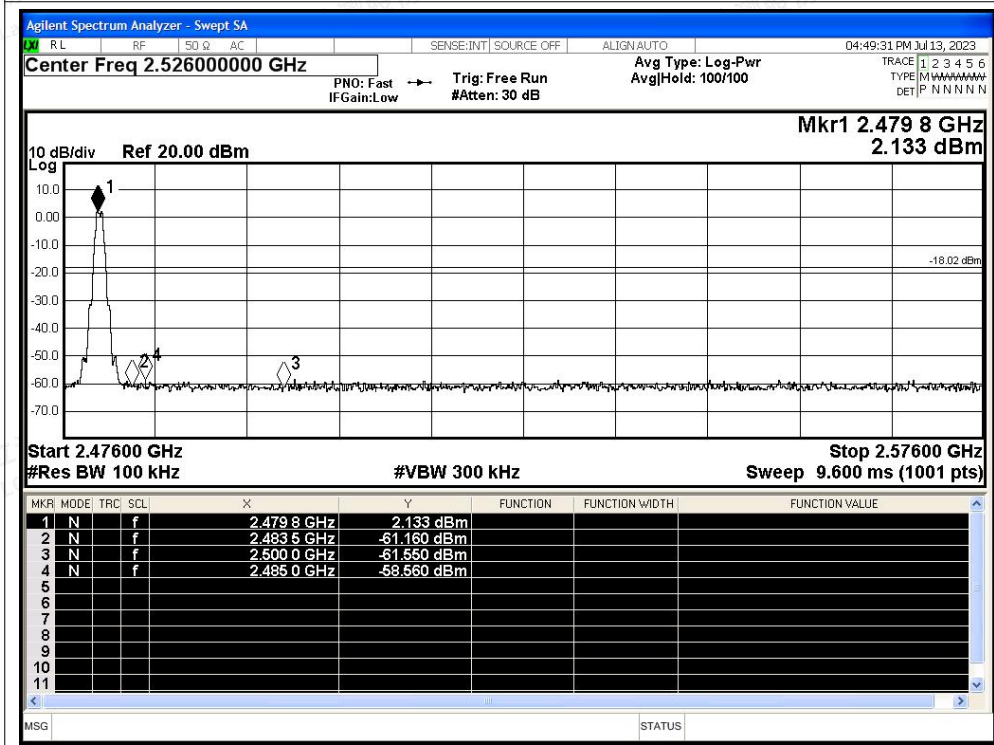 Agilent Spectrum Analyzer - Swept SA
LXI RL RF 50 Ω AC SENSE:INT SOURCE OFF ALIGN AUTO 04:49:31 PM Jul 13, 2023
Center Freq 2.526000000 GHz
PNO: Fast
IFGain:Low
Trig: Free Run
#Atten: 30 dB
Avg Type: Log-Pwr
Avg|Hold: 100/100
TRACE 1 2 3 4 5 6
TYPE M WWWWW
DET P N N N N N
Mkr1 2.479 8 GHz
2.133 dBm
10 dB/div Ref 20.00 dBm
Log
10.0
0.00
-10.0
-20.0
-30.0
-40.0
-50.0
-60.0
-70.0
1
-18.02 dBm
2 4
3
Start 2.47600 GHz Stop 2.57600 GHz
#Res BW 100 kHz #VBW 300 kHz Sweep 9.600 ms (1001 pts)
MKR MODE TRC SCL X Y FUNCTION FUNCTION WIDTH FUNCTION VALUE
1 N f 2.479 8 GHz 2.133 dBm
2 N f 2.483 5 GHz -61.160 dBm
3 N f 2.500 0 GHz -61.550 dBm
4 N f 2.485 0 GHz -58.560 dBm
5
6
7
8
9
10
11
MSG STATUS